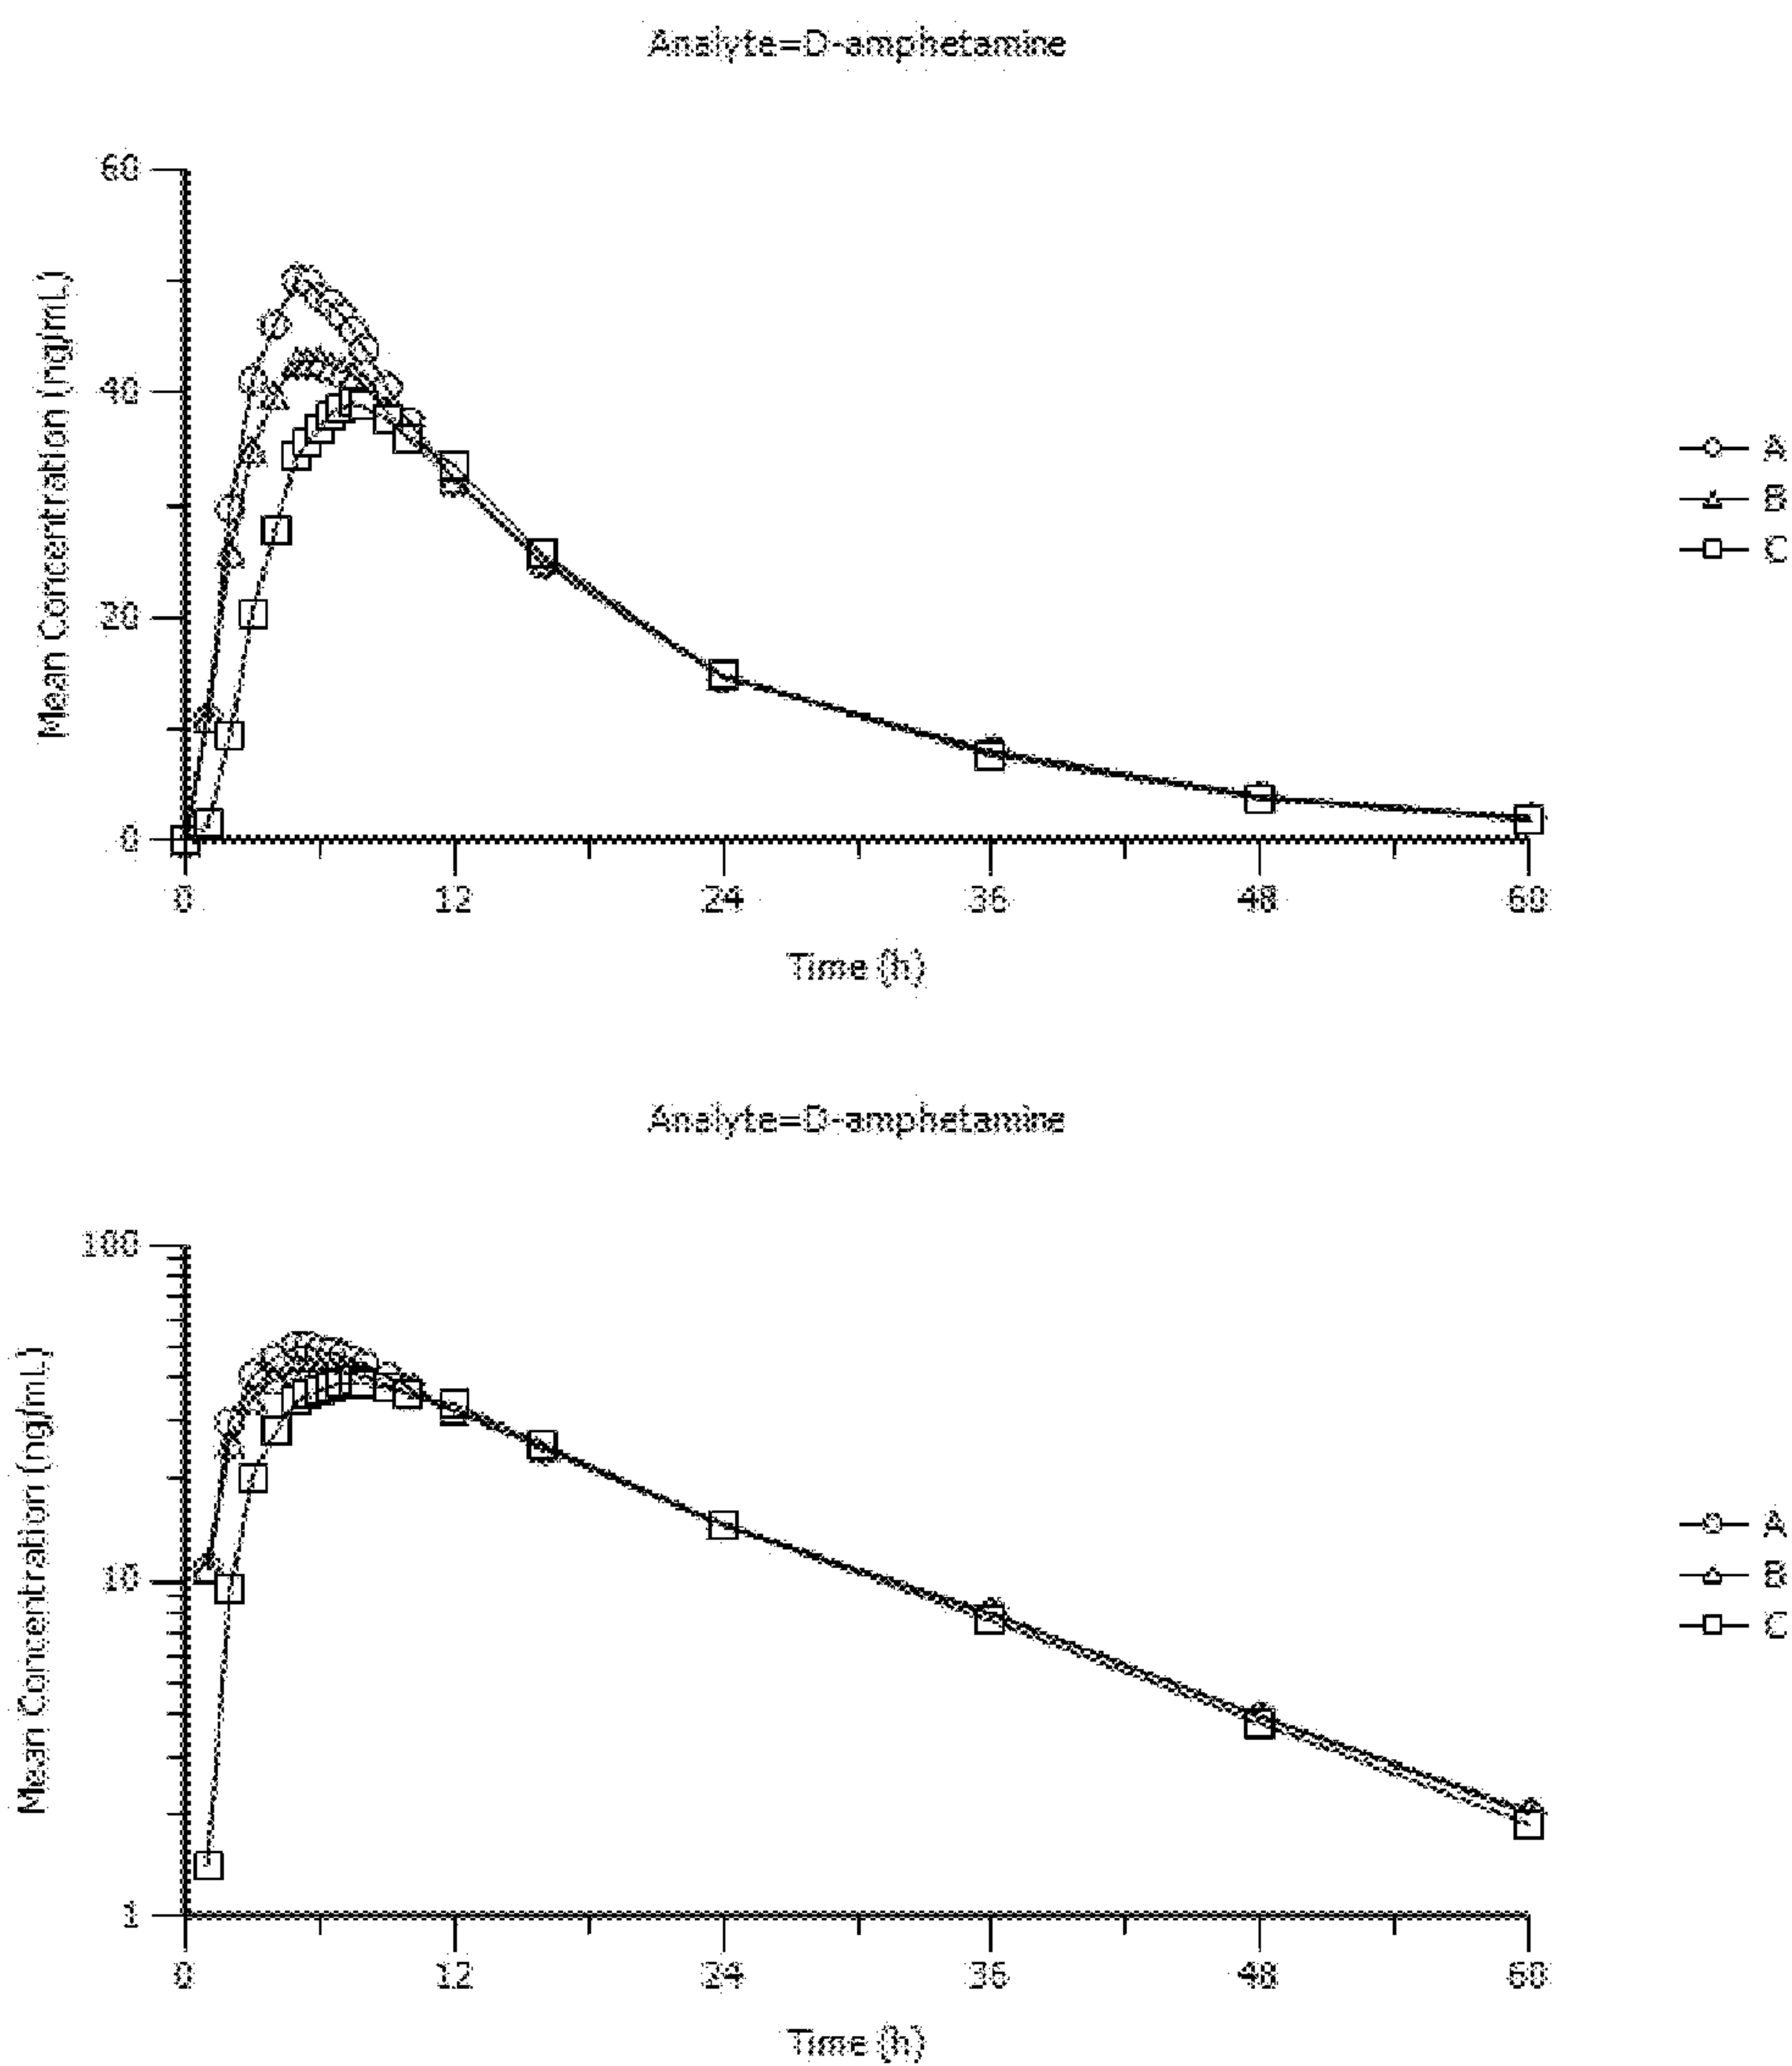 Analyte=D-amphetamine
Mean Concentration (ng/mL)
60
40
20
0
0 12 24 36 48 60
Time (h)
A
B
C
Analyte=D-amphetamine
Mean Concentration (ng/mL)
100
10
1
0 12 24 36 48 60
Time (h)
A
B
C